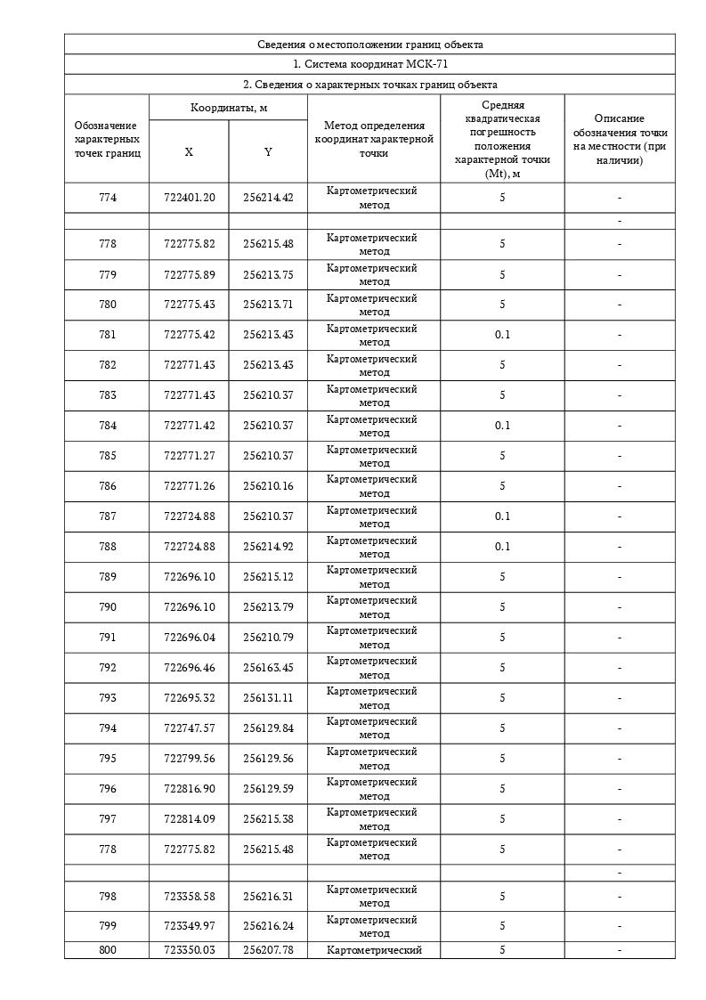 Сведения о местоположении границ объекта
1. Система координат МСК-71
2. Сведения о характерных точках границ объекта
Обозначение
характерных
точек границ
Координаты, м
X
Y
Метод определения
координат характерной
точки
Средняя
квадратическая
погрешность
положения
характерной точки
(Mt), м
Описание
обозначения точки
на местности (при
наличии)
774 722401.20 256214.42 Картометрический
метод 5 -
-
778 722775.82 256215.48 Картометрический
метод 5 -
779 722775.89 256213.75 Картометрический
метод 5 -
780 722775.43 256213.71 Картометрический
метод 5 -
781 722775.42 256213.43 Картометрический
метод 0.1 -
782 722771.43 256213.43 Картометрический
метод 5 -
783 722771.43 256210.37 Картометрический
метод 5 -
784 722771.42 256210.37 Картометрический
метод 0.1 -
785 722771.27 256210.37 Картометрический
метод 5 -
786 722771.26 256210.16 Картометрический
метод 5 -
787 722724.88 256210.37 Картометрический
метод 0.1 -
788 722724.88 256214.92 Картометрический
метод 0.1 -
789 722696.10 256215.12 Картометрический
метод 5 -
790 722696.10 256213.79 Картометрический
метод 5 -
791 722696.04 256210.79 Картометрический
метод 5 -
792 722696.46 256163.45 Картометрический
метод 5 -
793 722695.32 256131.11 Картометрический
метод 5 -
794 722747.57 256129.84 Картометрический
метод 5 -
795 722799.56 256129.56 Картометрический
метод 5 -
796 722816.90 256129.59 Картометрический
метод 5 -
797 722814.09 256215.38 Картометрический
метод 5 -
778 722775.82 256215.48 Картометрический
метод 5 -
-
798 723358.58 256216.31 Картометрический
метод 5 -
799 723349.97 256216.24 Картометрический
метод 5 -
800 723350.03 256207.78 Картометрический 5 -